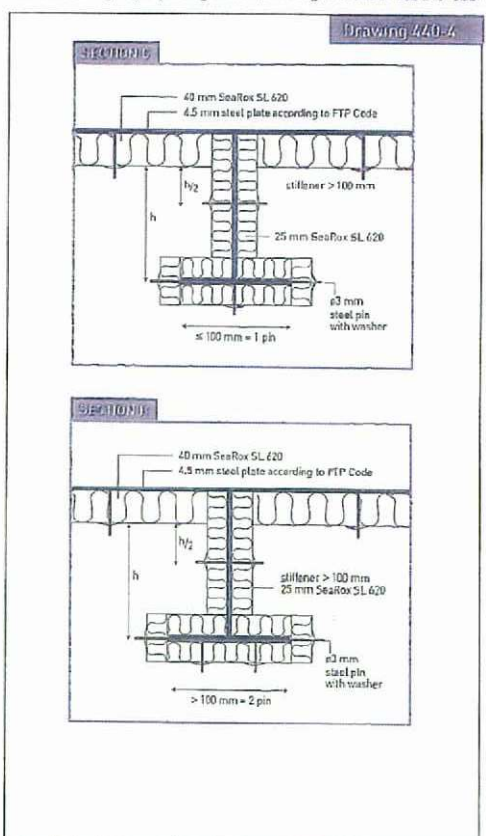 Drawing 440-4
SECTION C
40 mm SeaRox SL 620
4.5 mm steel plate according to FTP Code
h/2
stiffener > 100 mm
h
25 mm SeaRox SL 620
ø3 mm
steel pin
with washer
≤ 100 mm = 1 pin
SECTION
40 mm SeaRox SL 620
4.5 mm steel plate according to FTP Code
h/2
h
stiffener > 100 mm
25 mm SeaRox SL 620
ø3 mm
steel pin
with washer
> 100 mm = 2 pin